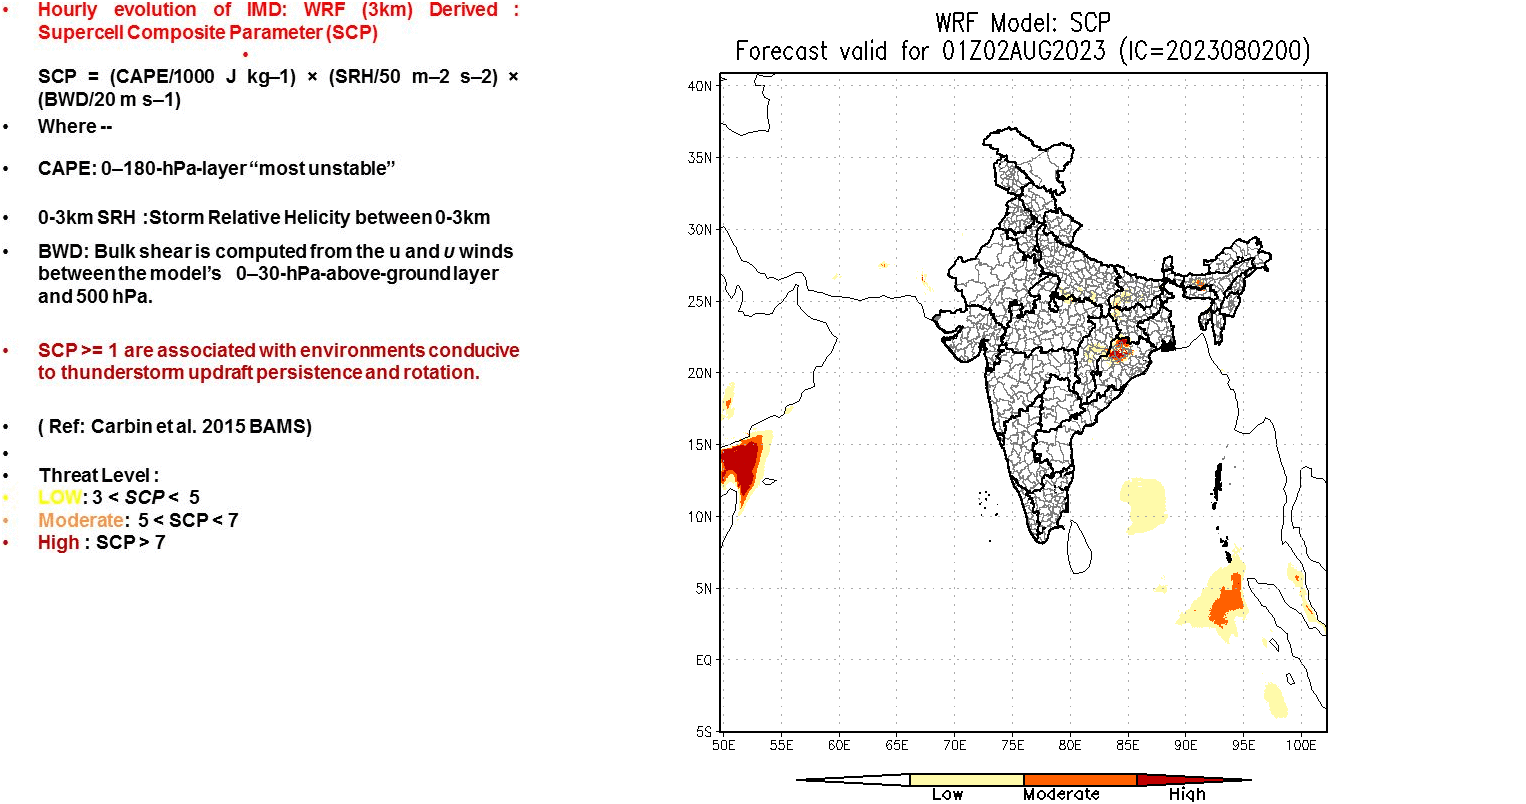 • Hourly evolution of IMD: WRF (3km) Derived :
Supercell Composite Parameter (SCP)
•
SCP = (CAPE/1000 J kg–1) × (SRH/50 m–2 s–2) ×
(BWD/20 m s–1)
• Where --
• CAPE: 0–180-hPa-layer “most unstable”
• 0-3km SRH :Storm Relative Helicity between 0-3km
• BWD: Bulk shear is computed from the u and υ winds
between the model’s 0–30-hPa-above-ground layer
and 500 hPa.
• SCP >= 1 are associated with environments conducive
to thunderstorm updraft persistence and rotation.
• ( Ref: Carbin et al. 2015 BAMS)
•
• Threat Level :
• LOW: 3 < SCP < 5
• Moderate: 5 < SCP < 7
• High : SCP > 7
WRF Model: SCP
Forecast valid for 01Z02AUG2023 (IC=2023080200)
40N
35N
30N
25N
20N
15N
10N
5N
EQ
5S
50E 55E 60E 65E 70E 75E 80E 85E 90E 95E 100E
Low Moderate High